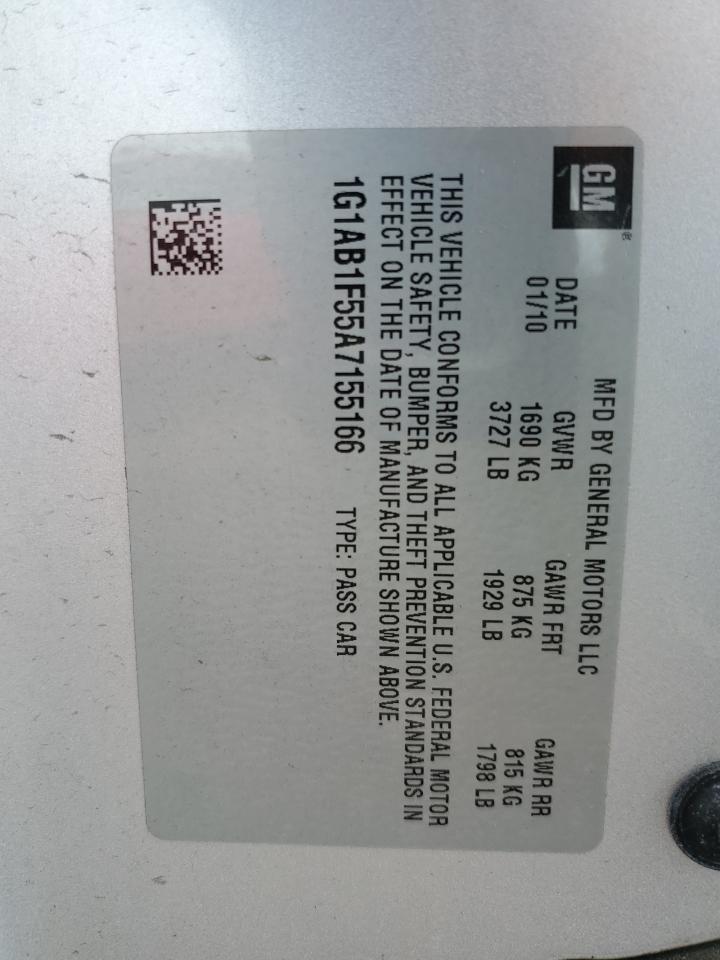 GM®
MFD BY GENERAL MOTORS LLC
DATE GVWR GAWR FRT GAWR RR
01/10 1690 KG 875 KG 815 KG
3727 LB 1929 LB 1798 LB
THIS VEHICLE CONFORMS TO ALL APPLICABLE U.S. FEDERAL MOTOR
VEHICLE SAFETY, BUMPER, AND THEFT PREVENTION STANDARDS IN
EFFECT ON THE DATE OF MANUFACTURE SHOWN ABOVE.
1G1AB1F55A7155166 TYPE: PASS CAR